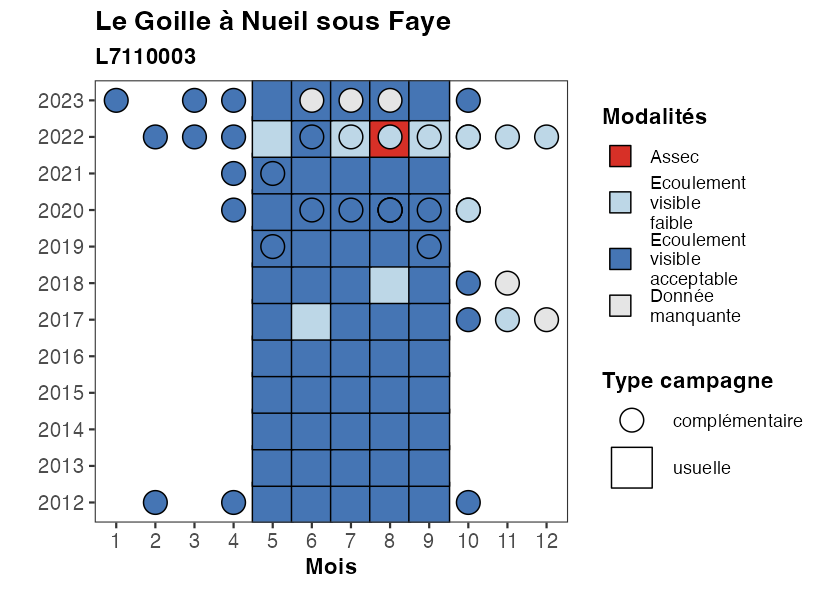 Le Goille à Nueil sous Faye
L7110003
2023
2022
2021
2020
2019
2018
2017
2016
2015
2014
2013
2012
1 2 3 4 5 6 7 8 9 10 11 12
Mois
Modalités
Assec
Ecoulement
visible
faible
Ecoulement
visible
acceptable
Donnée
manquante
Type campagne
complémentaire
usuelle